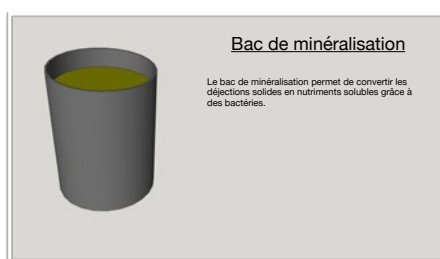 Bac de minéralisation
Le bac de minéralisation permet de convertir les
déjections solides en nutriments solubles grâce à
des bactéries.